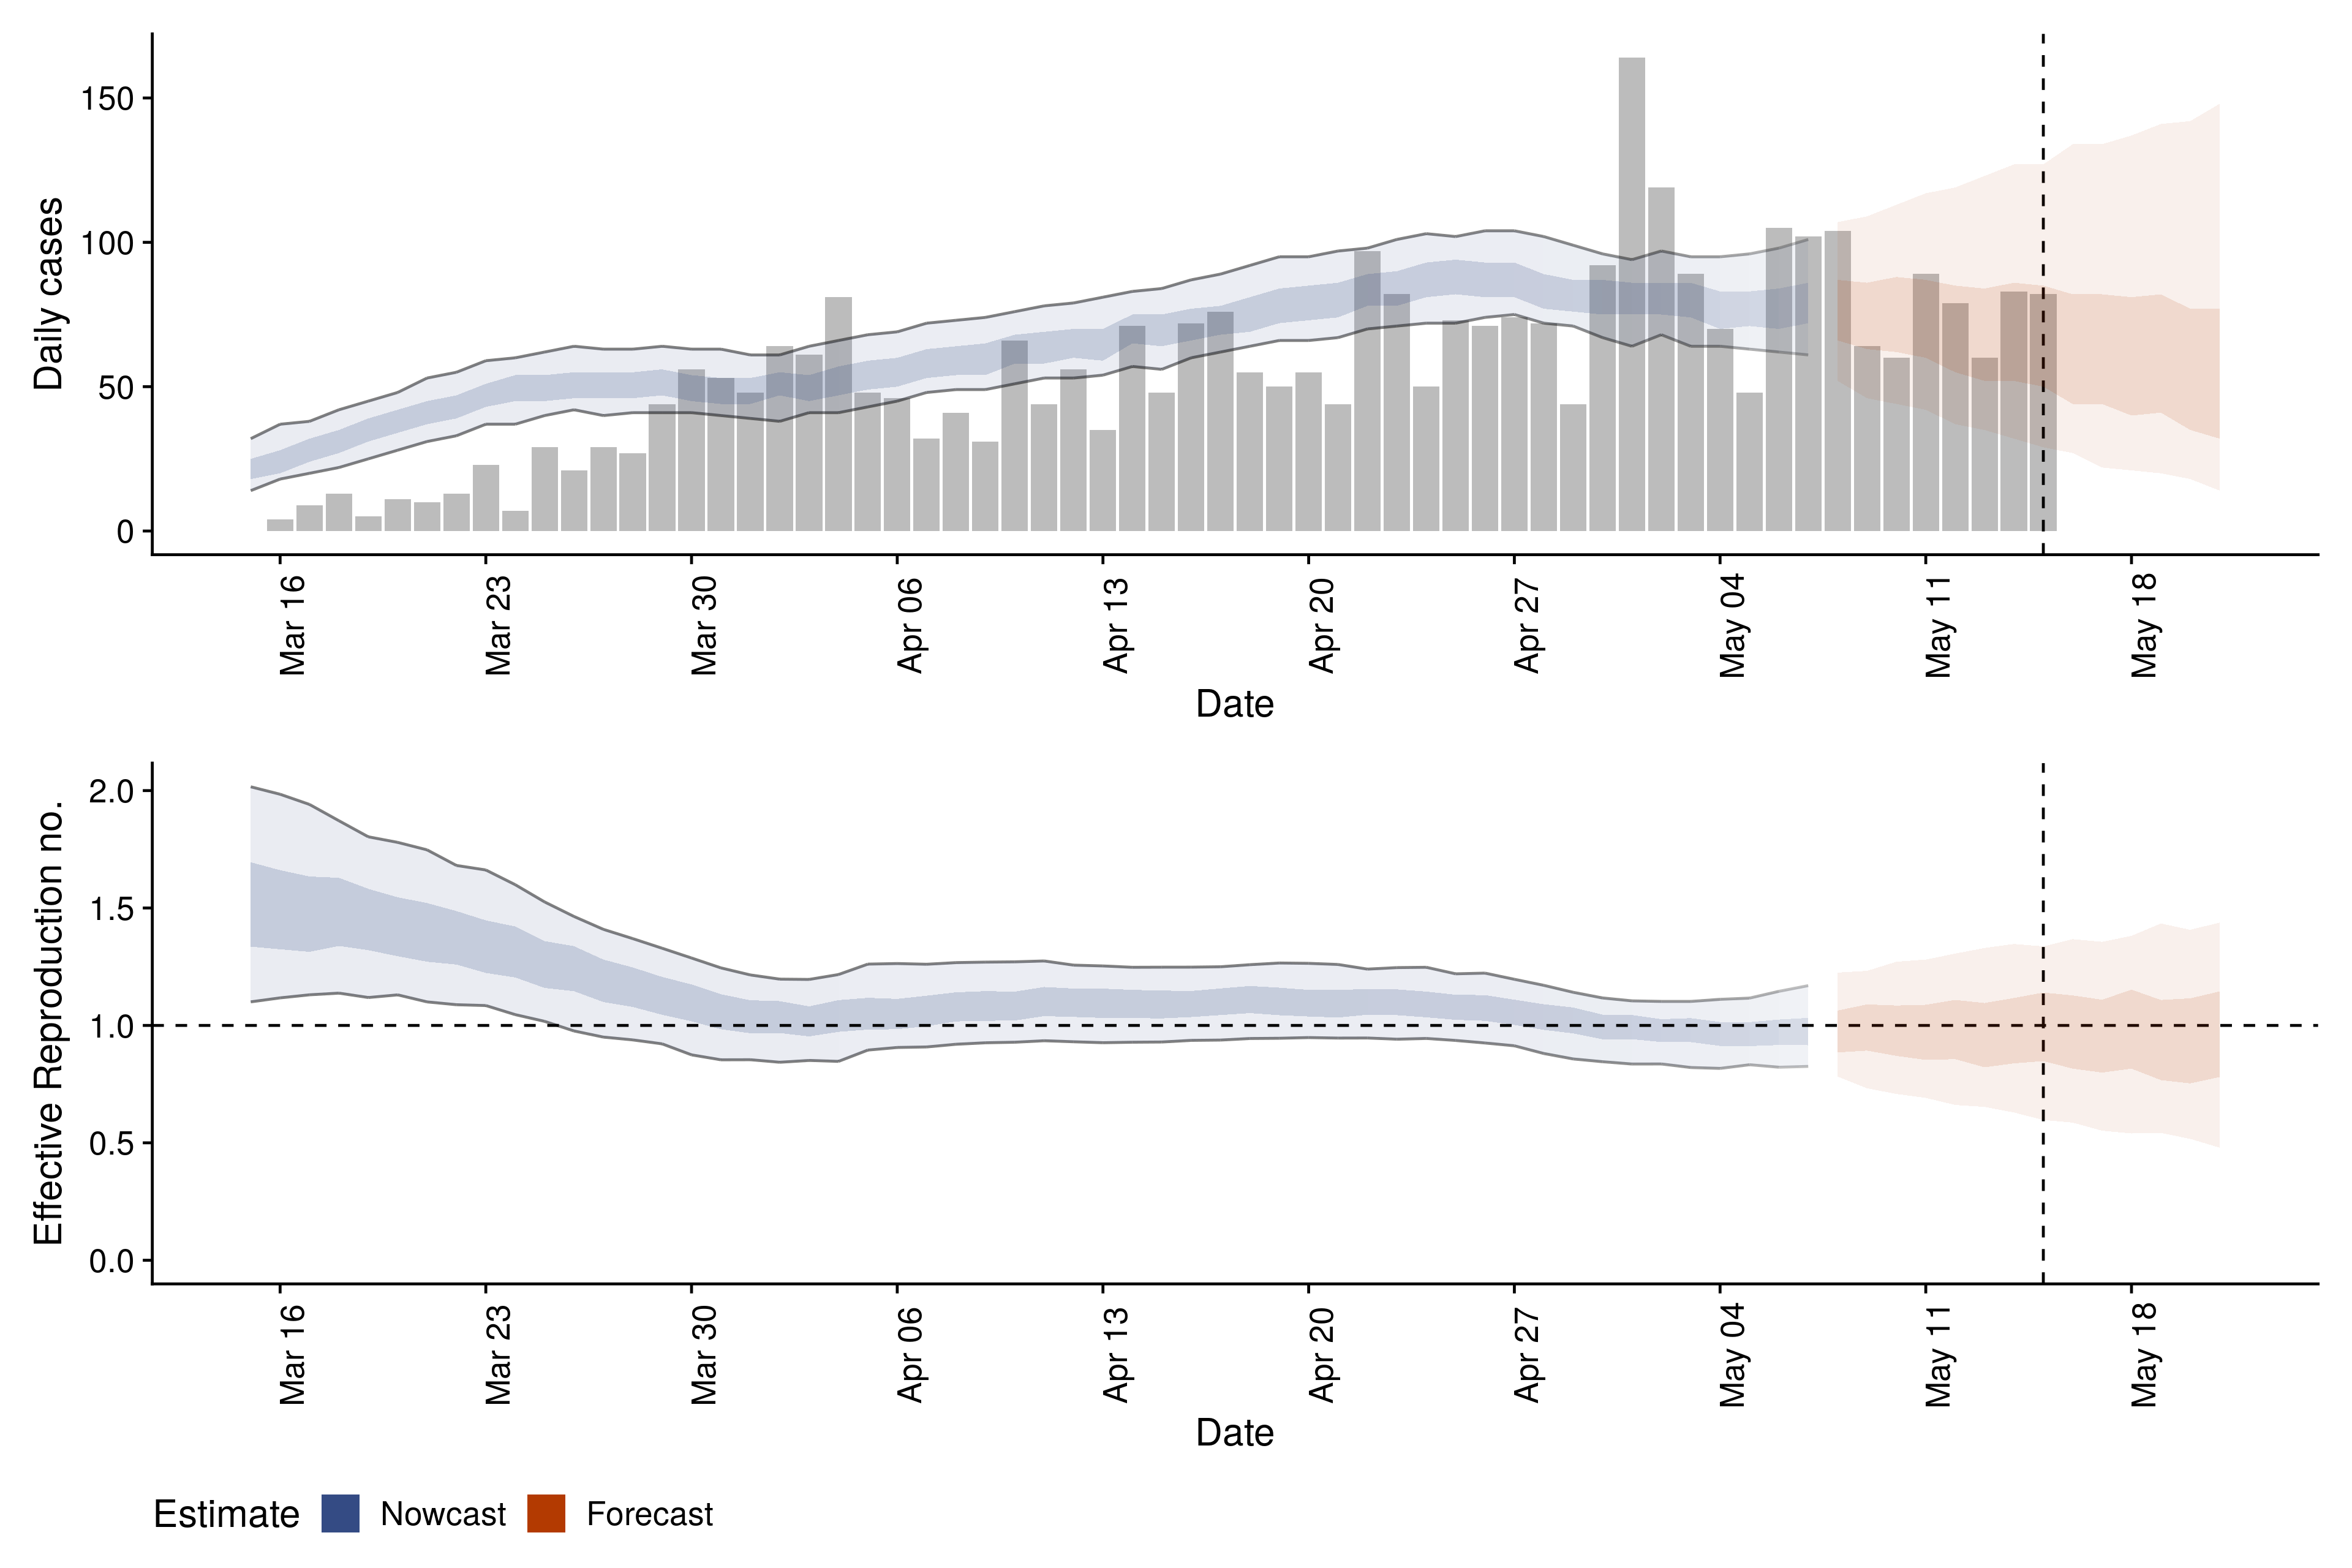 Daily cases
150
100
50
0
Mar 16
Mar 23
Mar 30
Apr 06
Apr 13
Apr 20
Apr 27
May 04
May 11
May 18
Date
Effective Reproduction no.
2.0
1.5
1.0
0.5
0.0
Mar 16
Mar 23
Mar 30
Apr 06
Apr 13
Apr 20
Apr 27
May 04
May 11
May 18
Date
Estimate Nowcast Forecast